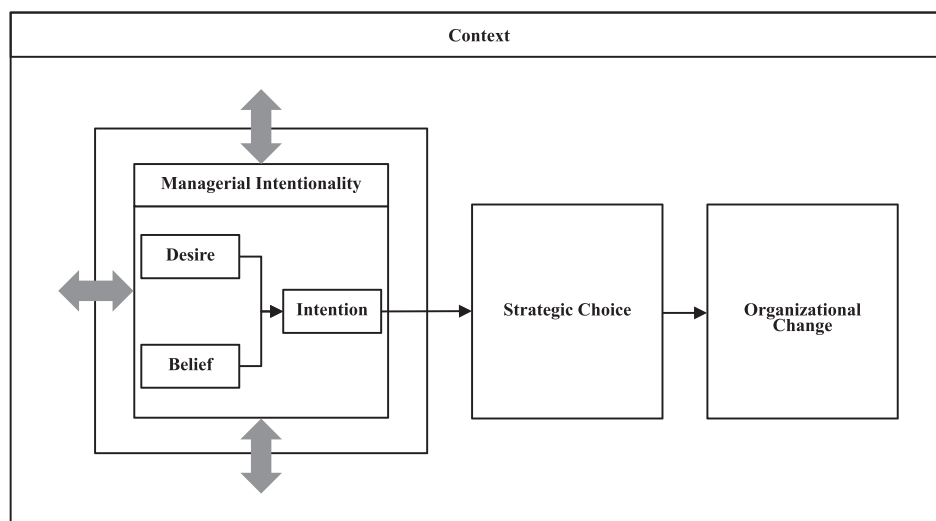 Context
Managerial Intentionality
Desire
Intention
Belief
Strategic Choice
Organizational
Change